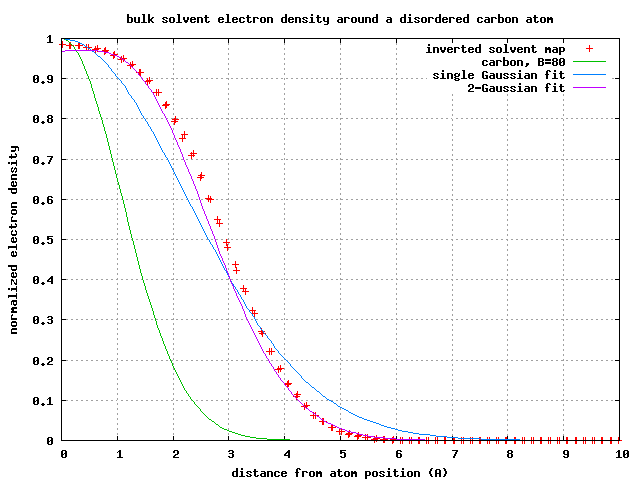 bulk solvent electron density around a disordered carbon atom
inverted solvent map
carbon, B=80
single Gaussian fit
2-Gaussian fit
normalized electron density
1
0.9
0.8
0.7
0.6
0.5
0.4
0.3
0.2
0.1
0
0 1 2 3 4 5 6 7 8 9 10
distance from atom position (A)